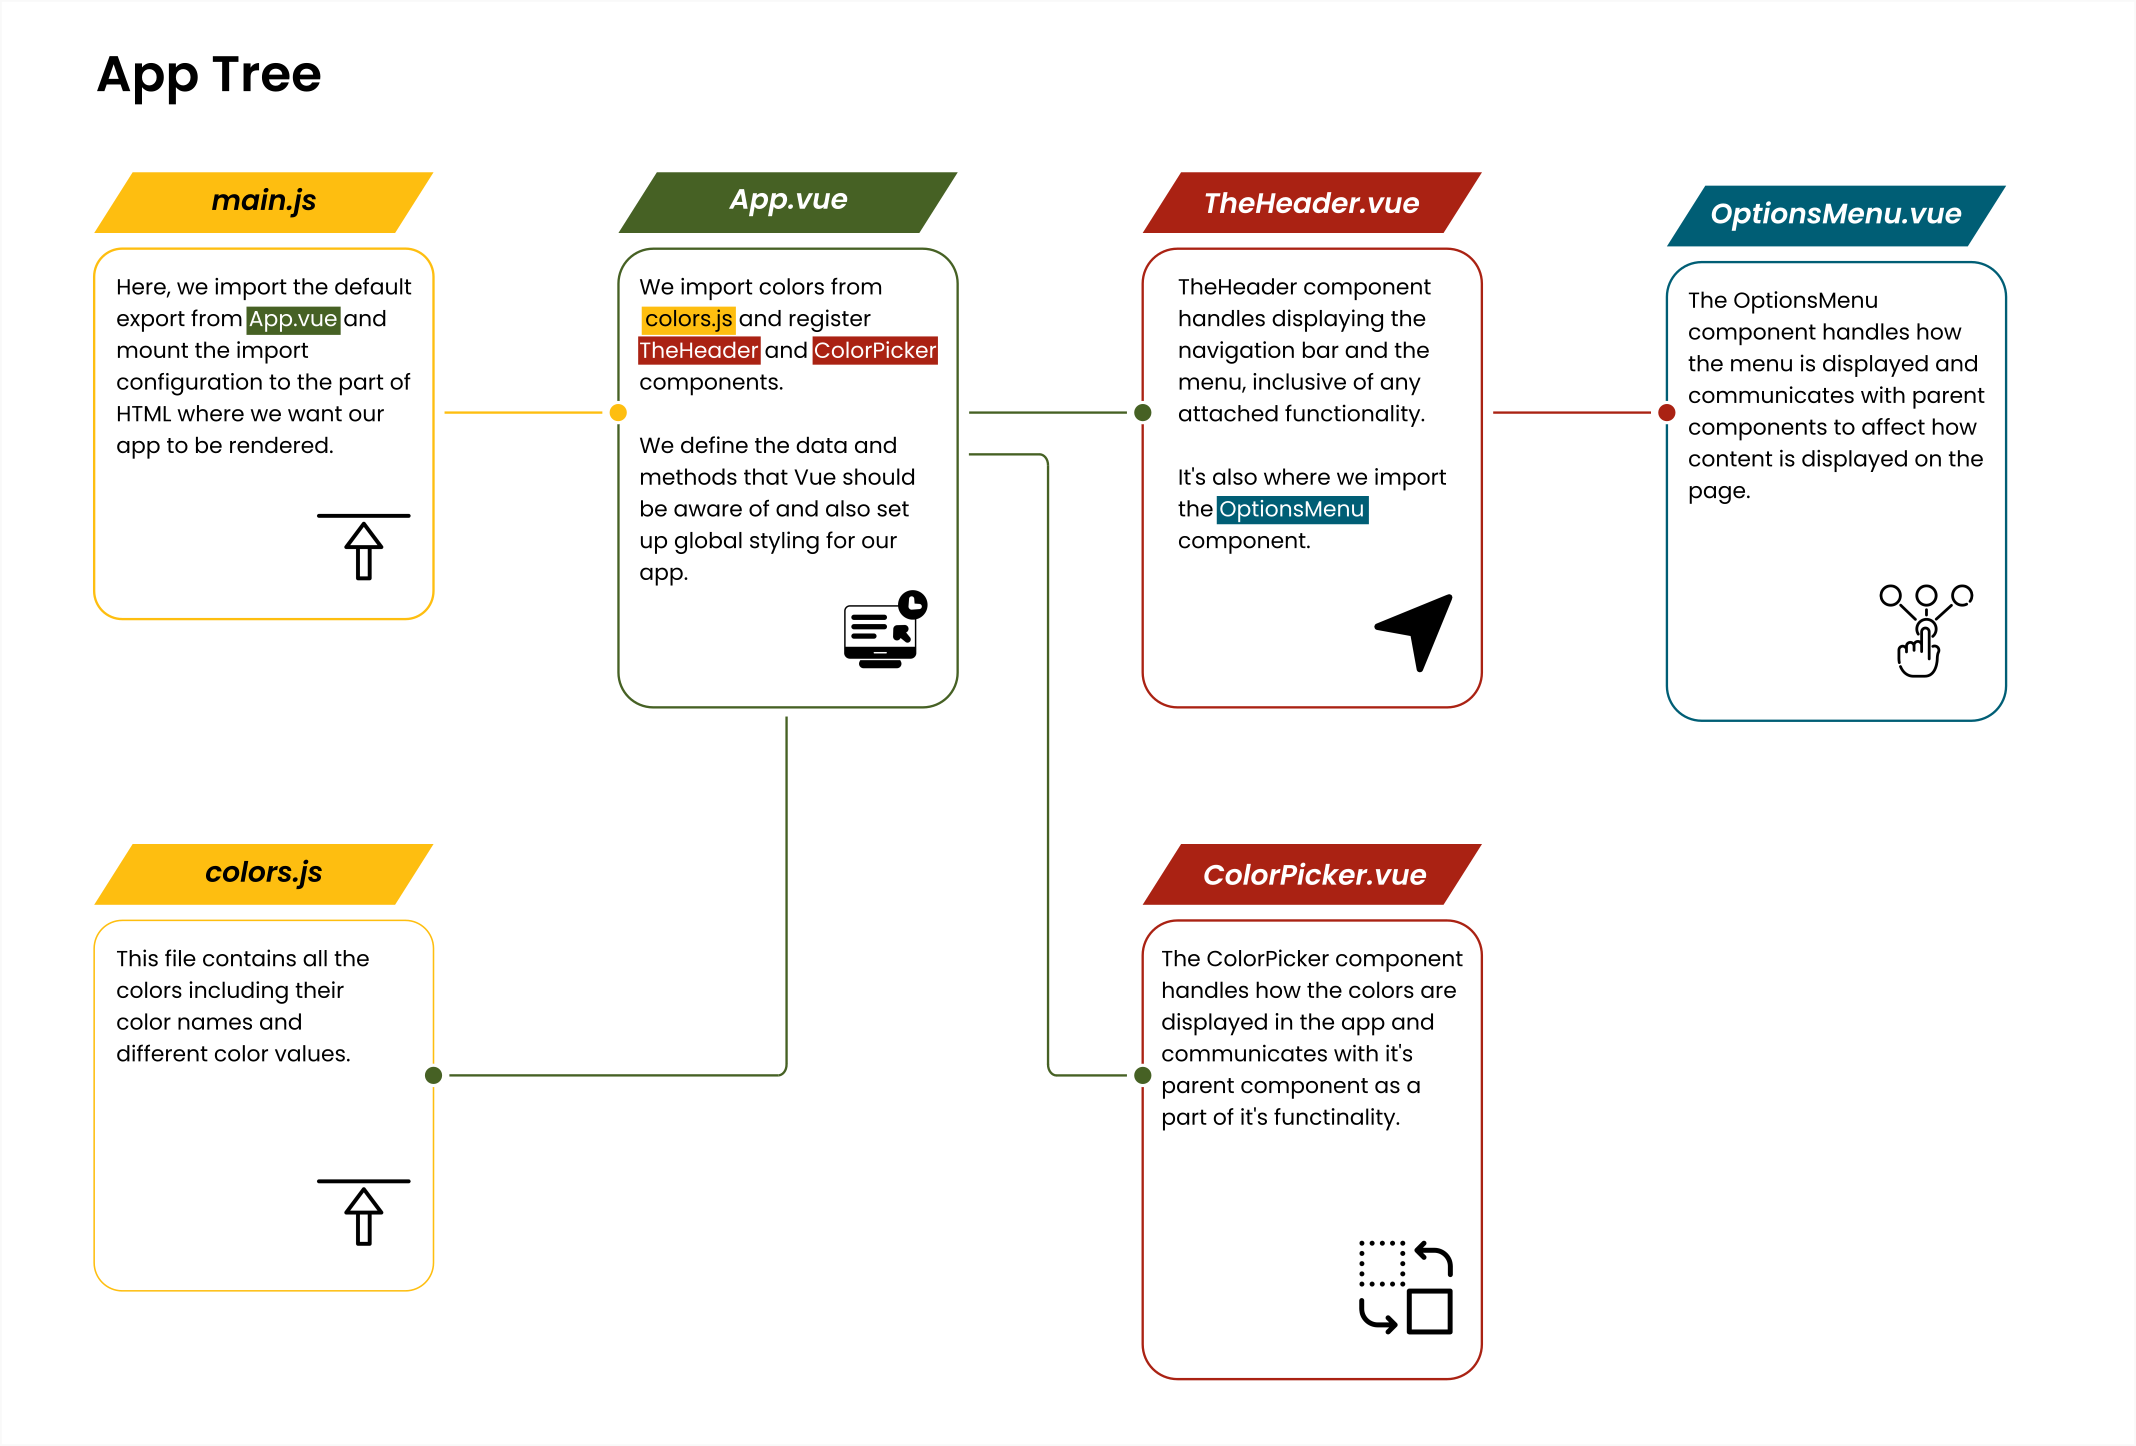 App Tree
main.js
Here, we import the default
export from App.vue and
mount the import
configuration to the part of
HTML where we want our
app to be rendered.
App.vue
We import colors from
colors.js and register
TheHeader and ColorPicker
components.
We define the data and
methods that Vue should
be aware of and also set
up global styling for our
app.
TheHeader.vue
TheHeader component
handles displaying the
navigation bar and the
menu, inclusive of any
attached functionality.
It's also where we import
the OptionsMenu
component.
OptionsMenu.vue
The OptionsMenu
component handles how
the menu is displayed and
communicates with parent
components to affect how
content is displayed on the
page.
colors.js
This file contains all the
colors including their
color names and
different color values.
ColorPicker.vue
The ColorPicker component
handles how the colors are
displayed in the app and
communicates with it's
parent component as a
part of it's functinality.